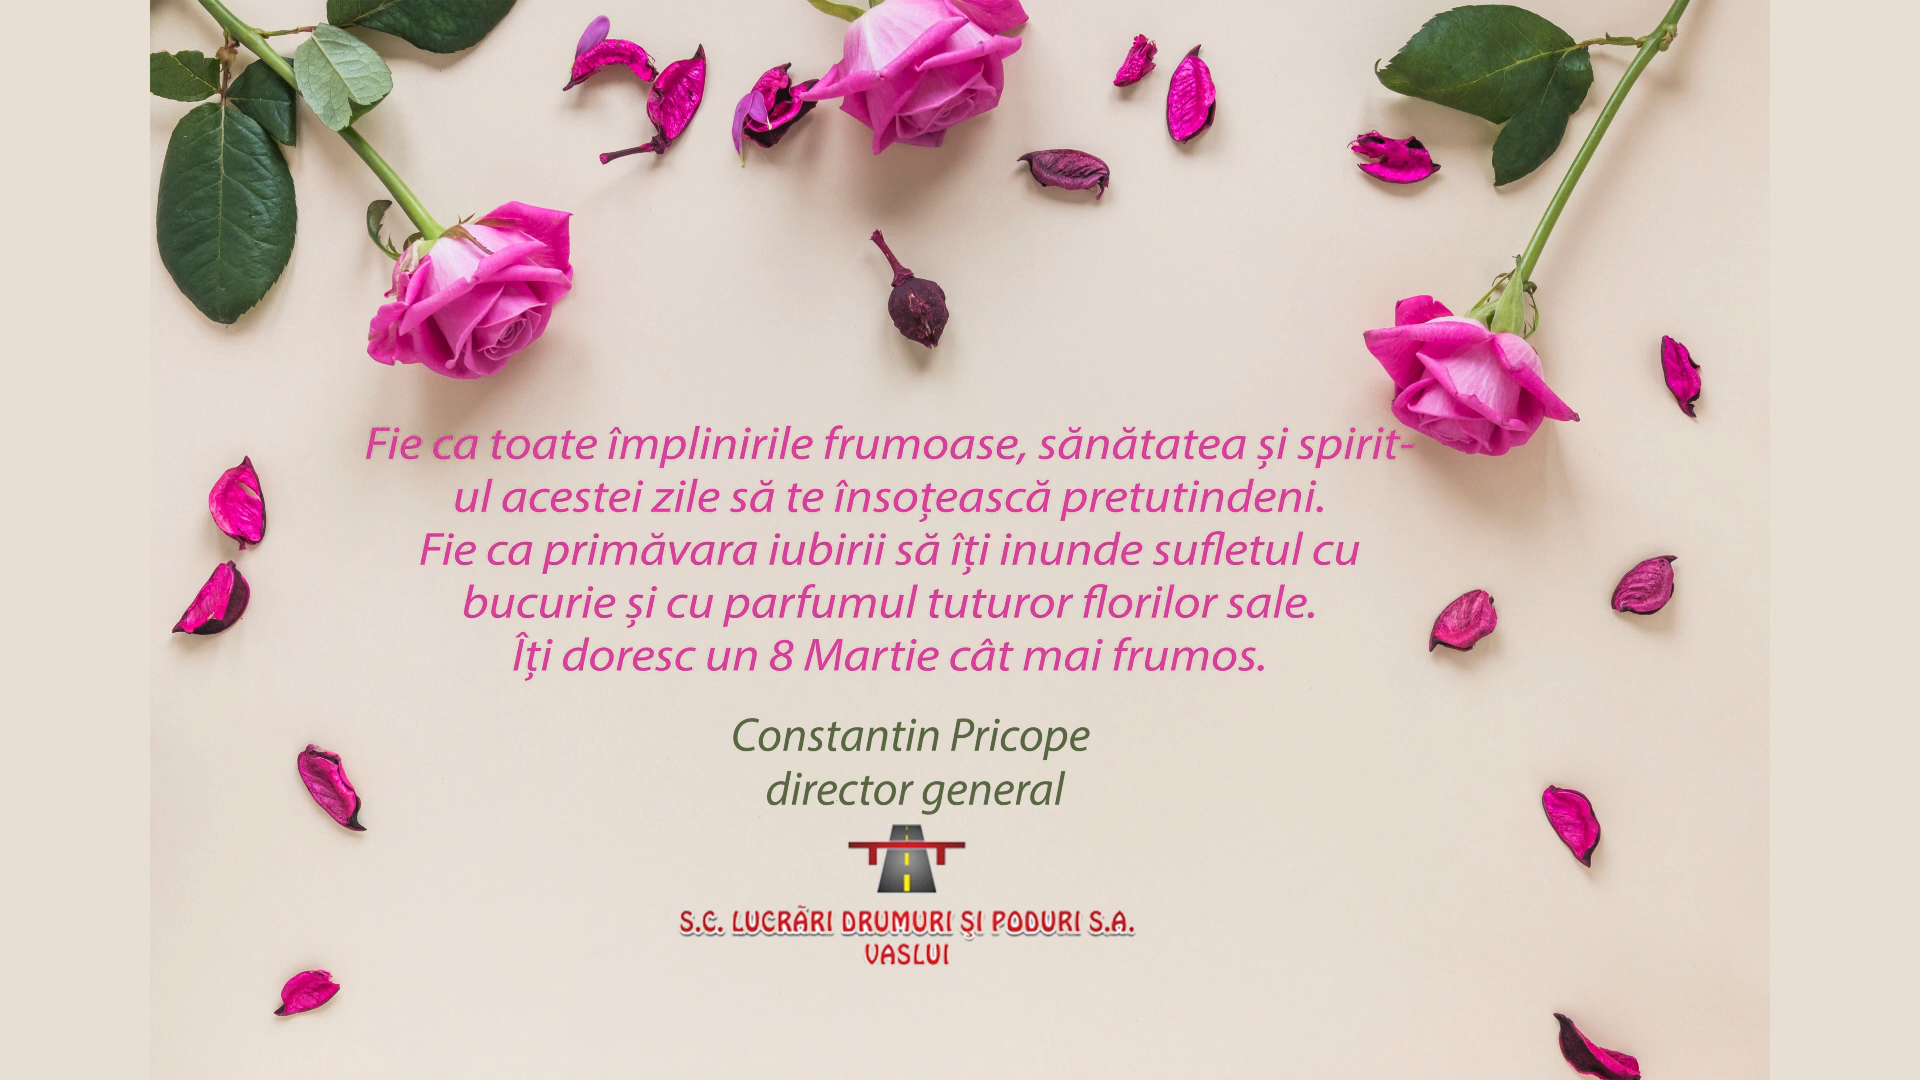 Fie ca toate împlinirile frumoase, sănătatea și spirit-
ul acestei zile să te însoțească pretutindeni.
Fie ca primăvara iubirii să îți inunde sufletul cu
bucurie și cu parfumul tuturor florilor sale.
Îți doresc un 8 Martie cât mai frumos.
Constantin Pricope
director general
S.C. LUCRĂRI DRUMURI ŞI PODURI S.A.
VASLUI